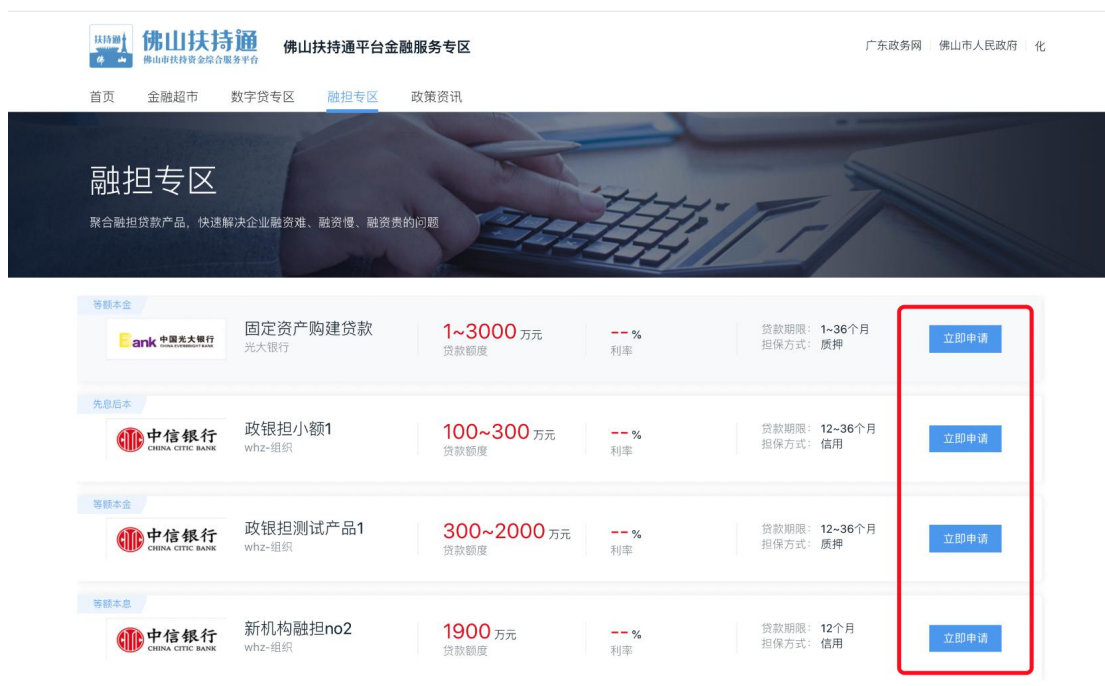 扶持通
佛山
佛山扶持通
佛山市扶持资金综合服务平台
佛山扶持通平台金融服务专区
广东政务网 佛山市人民政府 化
首页 金融超市 数字贷专区 融担专区 政策资讯
融担专区
聚合融担贷款产品，快速解决企业融资难、融资慢、融资贵的问题
等额本金
Bank 中国光大银行
CHINA EVERBRIGHT BANK
固定资产购建贷款
光大银行
1~3000 万元
贷款额度
--%
利率
贷款期限： 1~36个月
担保方式： 质押
立即申请
先息后本
中信银行
CHINA CITIC BANK
政银担小额1
whz-组织
100~300 万元
贷款额度
--%
利率
贷款期限： 12~36个月
担保方式： 信用
立即申请
等额本金
中信银行
CHINA CITIC BANK
政银担测试产品1
whz-组织
300~2000 万元
贷款额度
--%
利率
贷款期限： 12~36个月
担保方式： 质押
立即申请
等额本息
中信银行
CHINA CITIC BANK
新机构融担no2
whz-组织
1900 万元
贷款额度
--%
利率
贷款期限： 12个月
担保方式： 信用
立即申请